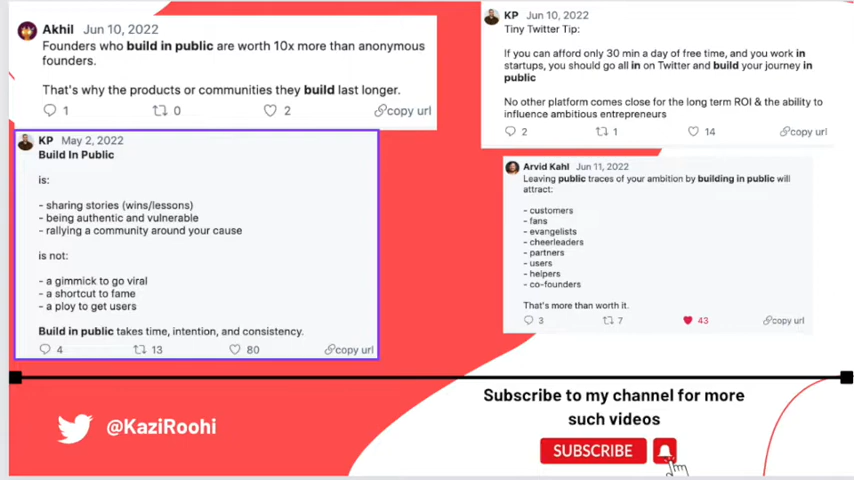 Akhil Jun 10, 2022
Founders who build in public are worth 10x more than anonymous
founders.
That's why the products or communities they build last longer.
1 0 2 copy url
KP May 2, 2022
Build In Public
is:
- sharing stories (wins/lessons)
- being authentic and vulnerable
- rallying a community around your cause
is not:
- a gimmick to go viral
- a shortcut to fame
- a ploy to get users
Build in public takes time, intention, and consistency.
4 13 80 copy url
KP Jun 10, 2022
Tiny Twitter Tip:
If you can afford only 30 min a day of free time, and you work in
startups, you should go all in on Twitter and build your journey in
public
No other platform comes close for the long term ROI & the ability to
influence ambitious entrepreneurs
2 1 14 copy url
Arvid Kahl Jun 11, 2022
Leaving public traces of your ambition by building in public will
attract:
- customers
- fans
- evangelists
- cheerleaders
- partners
- users
- helpers
- co-founders
That's more than worth it.
3 7 43 copy url
@KaziRoohi
Subscribe to my channel for more
such videos
SUBSCRIBE